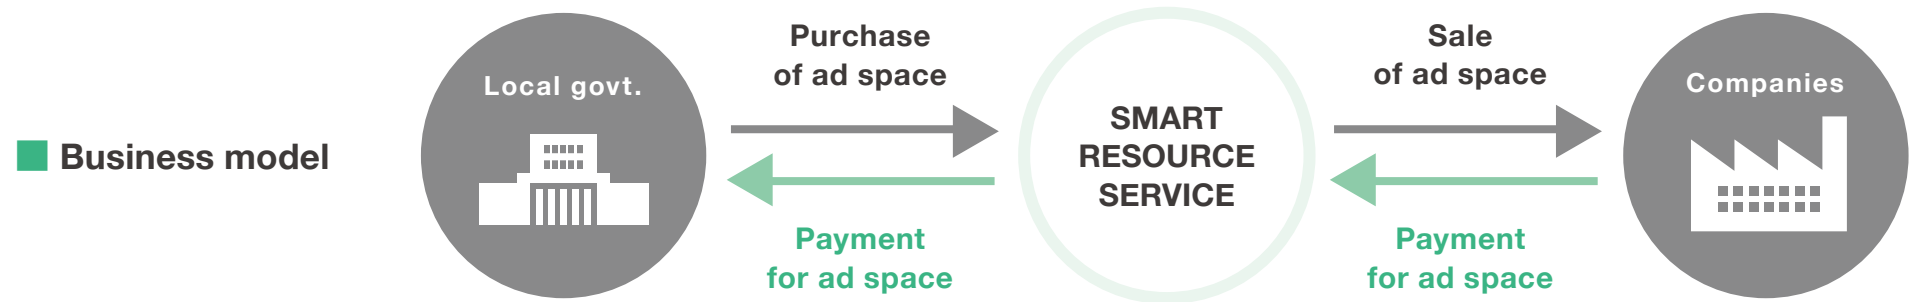 Business model
Local govt.
Purchase
of ad space
Payment
for ad space
SMART
RESOURCE
SERVICE
Sale
of ad space
Payment
for ad space
Companies